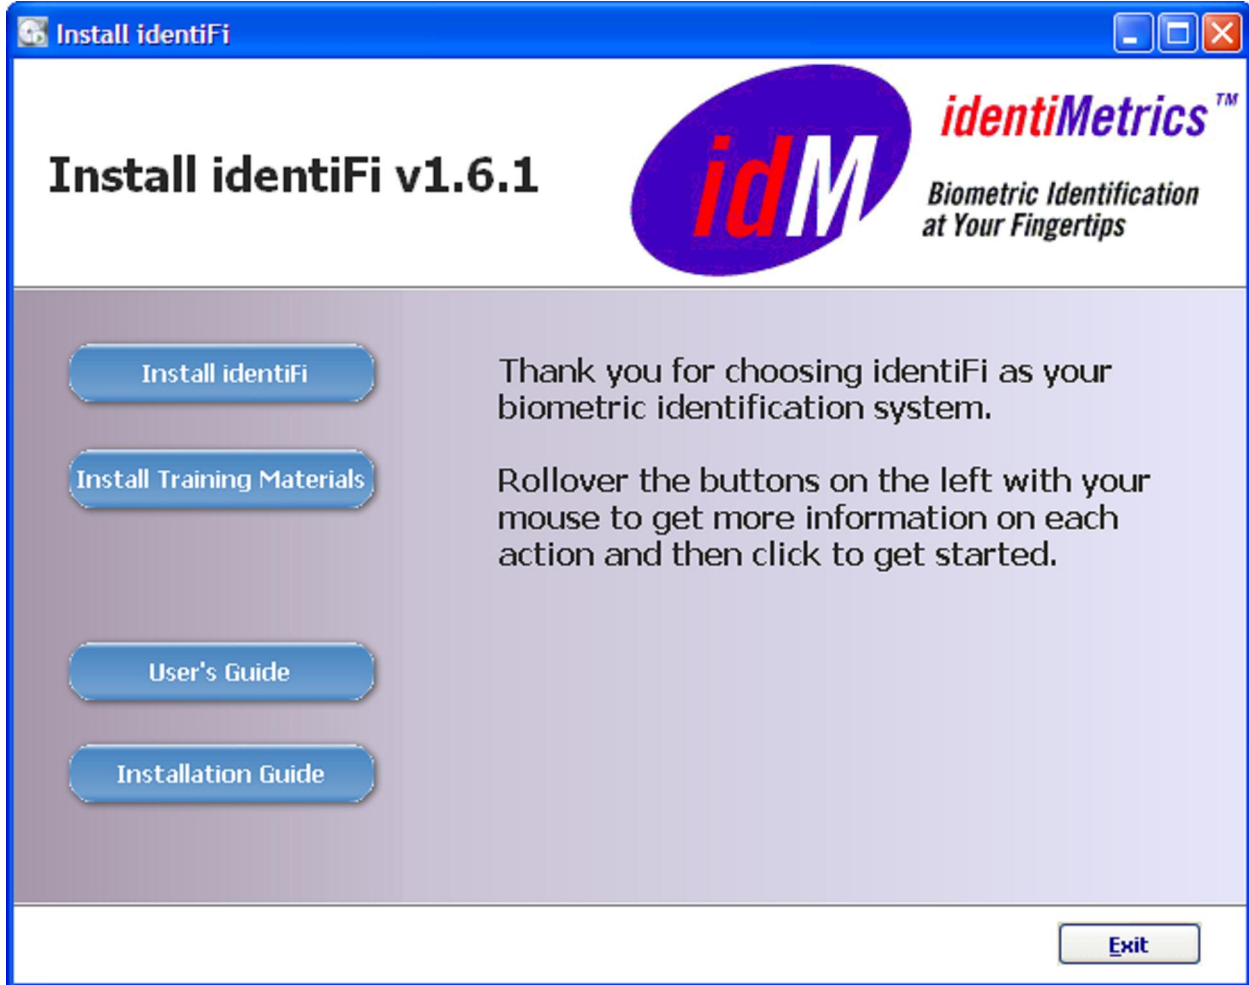 Install identiFi
Install identiFi v1.6.1
idM
identiMetrics™
Biometric Identification
at Your Fingertips
Install identiFi
Install Training Materials
User's Guide
Installation Guide
Thank you for choosing identiFi as your
biometric identification system.
Rollover the buttons on the left with your
mouse to get more information on each
action and then click to get started.
Exit